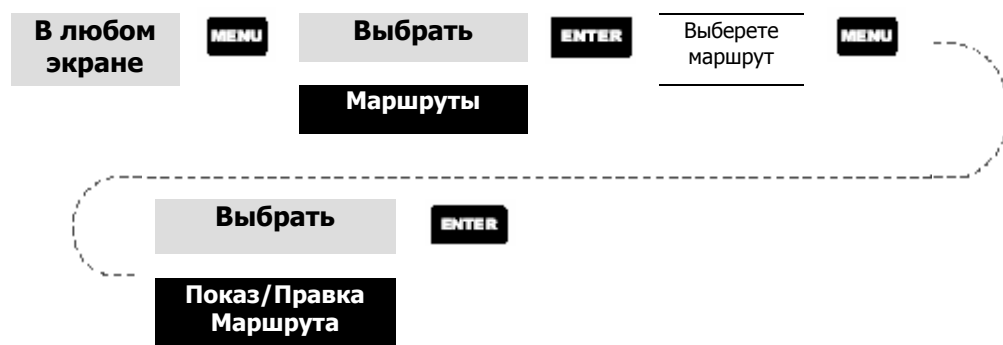 В любом
экране
MENU
Выбрать
Маршруты
ENTER
Выберете
маршрут
MENU
Выбрать
Показ/Правка
Маршрута
ENTER